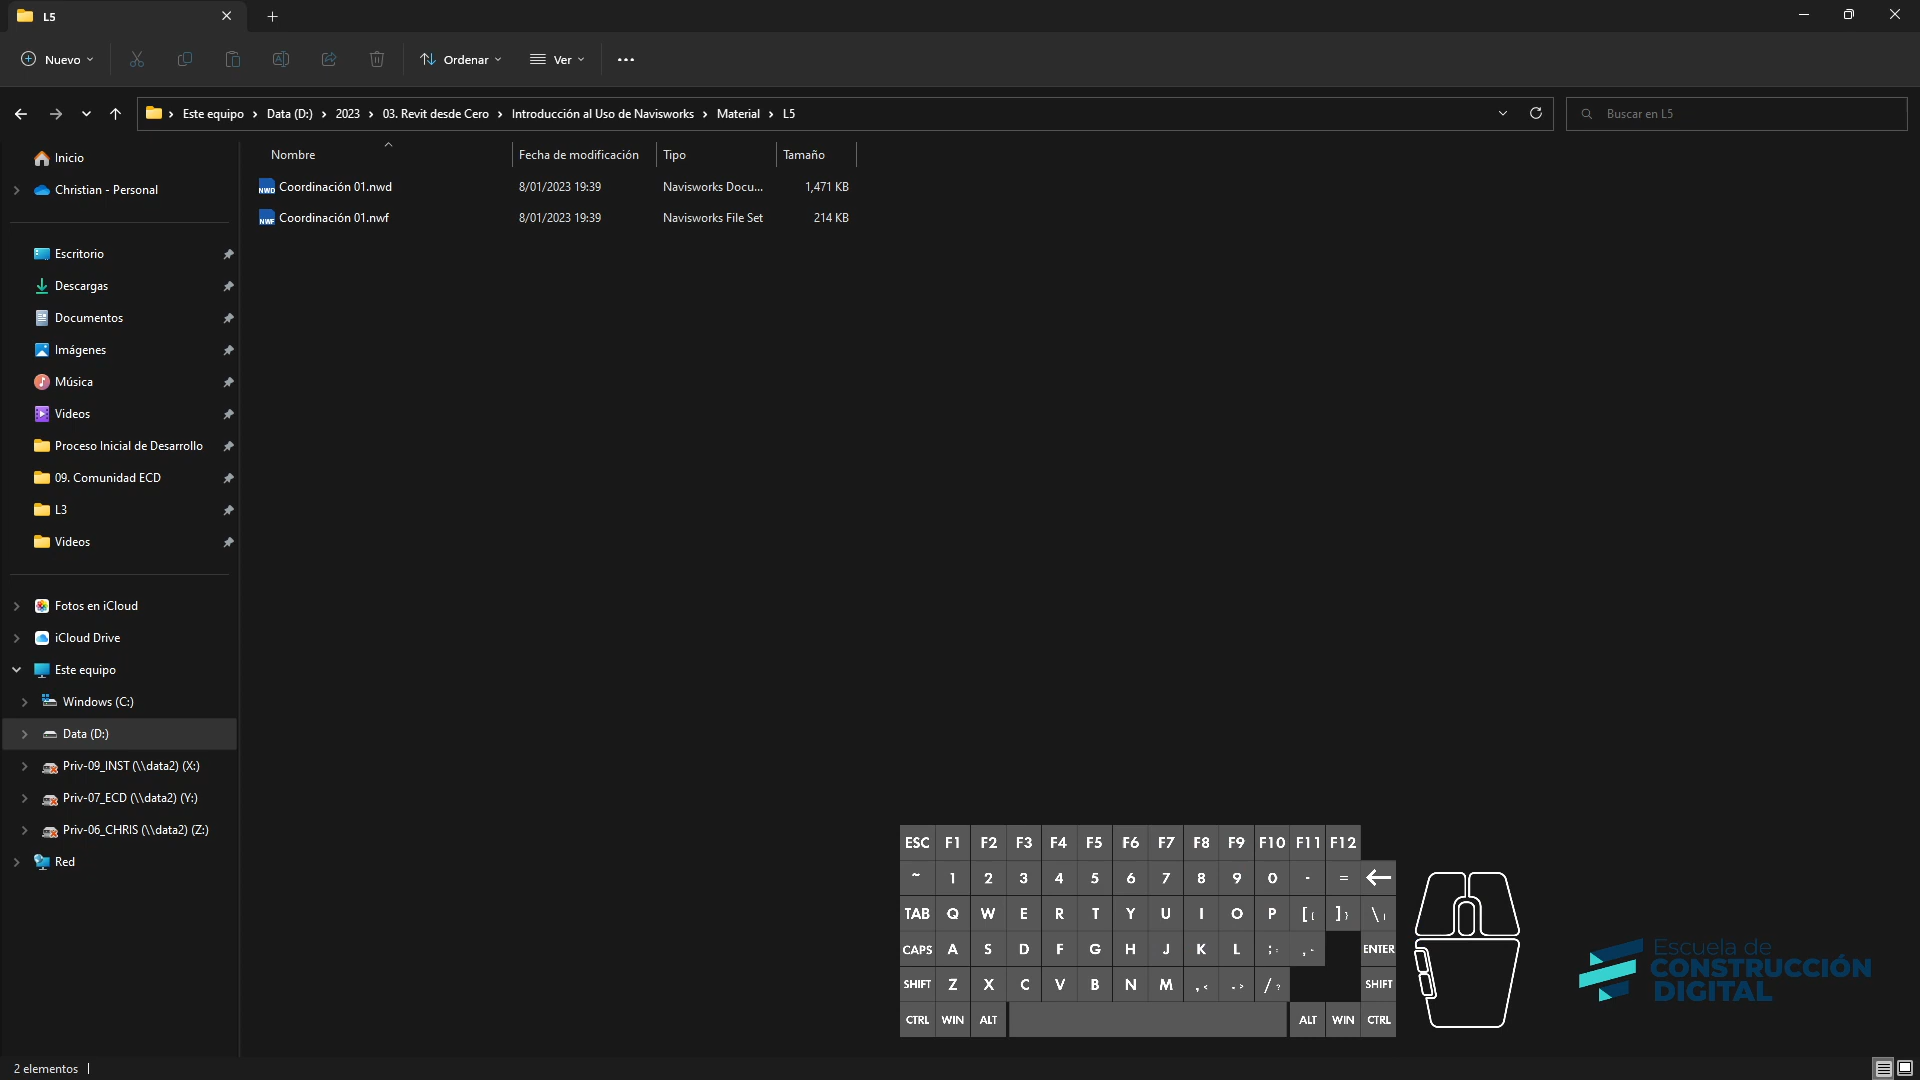 L5
Nuevo
Ordenar
Ver
Este equipo > Data (D:) > 2023 > 03. Revit desde Cero > Introducción al Uso de Navisworks > Material > L5
Buscar en L5
Nombre Fecha de modificación Tipo Tamaño
Coordinación 01.nwd 8/01/2023 19:39 Navisworks Docu... 1,471 KB
Coordinación 01.nwf 8/01/2023 19:39 Navisworks File Set 214 KB
Inicio
Christian - Personal
Escritorio
Descargas
Documentos
Imágenes
Música
Videos
Proceso Inicial de Desarrollo
09. Comunidad ECD
L3
Videos
Fotos en iCloud
iCloud Drive
Este equipo
Windows (C:)
Data (D:)
Priv-09_INST (\\data2) (X:)
Priv-07_ECD (\\data2) (Y:)
Priv-06_CHRIS (\\data2) (Z:)
Red
ESC F1 F2 F3 F4 F5 F6 F7 F8 F9 F10 F11 F12
~ 1 2 3 4 5 6 7 8 9 0 - =
TAB Q W E R T Y U I O P [{ ]} \|
CAPS A S D F G H J K L ;: ENTER
SHIFT Z X C V B N M ,< .> /? SHIFT
CTRL WIN ALT ALT WIN CTRL
Escuela de
CONSTRUCCIÓN
DIGITAL
2 elementos